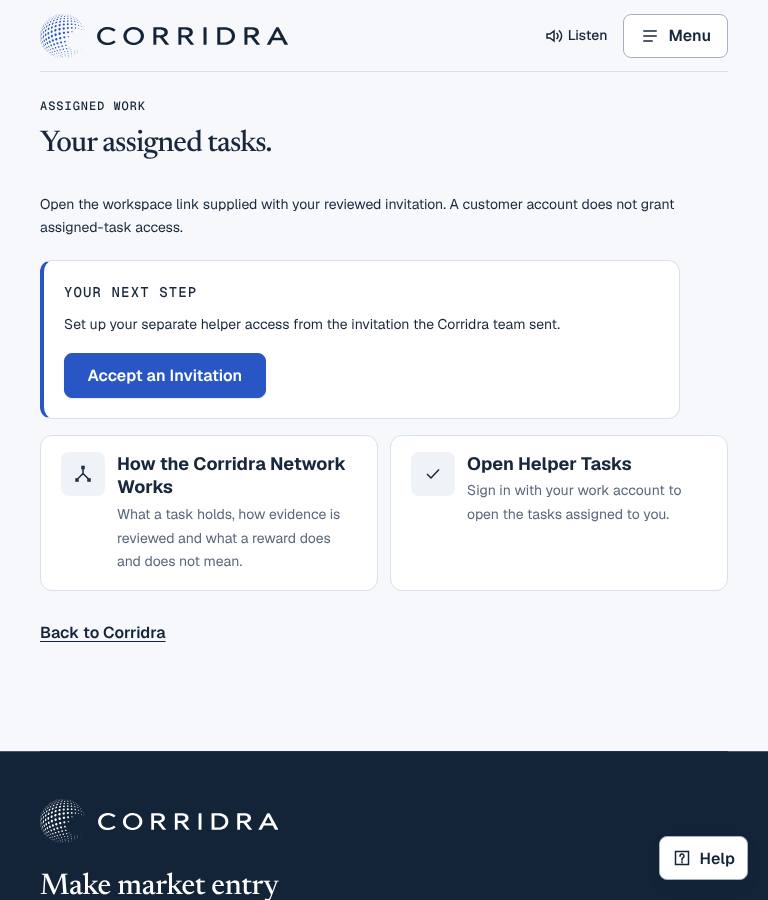 CORRIDRA
Listen
Menu
ASSIGNED WORK
Your assigned tasks.
Open the workspace link supplied with your reviewed invitation. A customer account does not grant
assigned-task access.
YOUR NEXT STEP
Set up your separate helper access from the invitation the Corridra team sent.
Accept an Invitation
How the Corridra Network
Works
What a task holds, how evidence is
reviewed and what a reward does
and does not mean.
Open Helper Tasks
Sign in with your work account to
open the tasks assigned to you.
Back to Corridra
CORRIDRA
Make market entry
Help